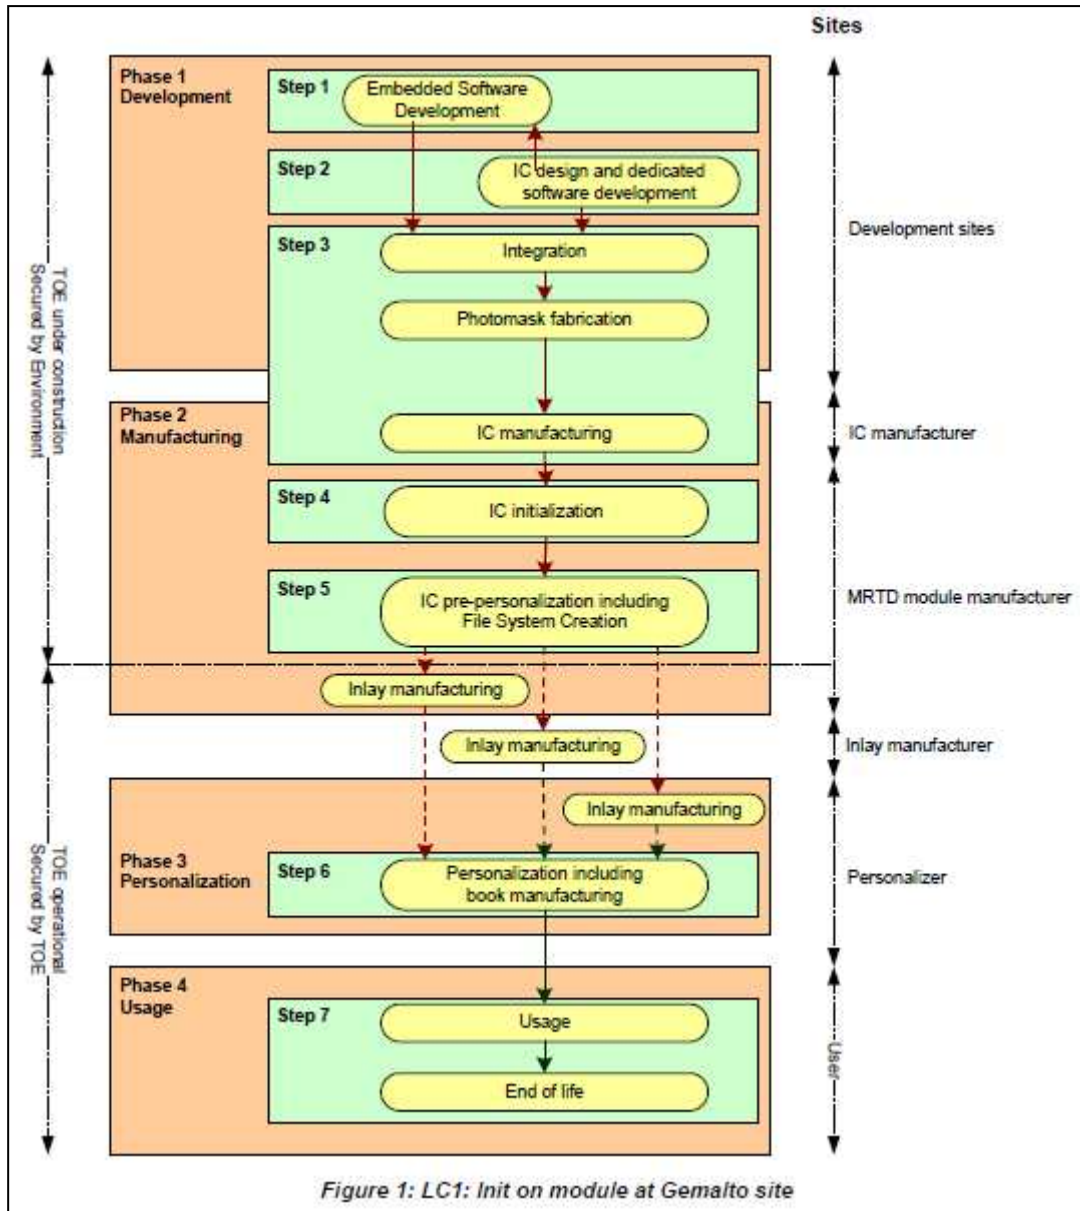 Sites
Phase 1
Development
Step 1
Embedded Software
Development
Step 2
IC design and dedicated
software development
Step 3
Integration
Development sites
Photomask fabrication
TOE under construction
Secured by Environment
Phase 2
Manufacturing
IC manufacturing
IC manufacturer
Step 4
IC initialization
Step 5
IC pre-personalization including
File System Creation
MRTD module manufacturer
Inlay manufacturing
Inlay manufacturing
Inlay manufacturer
Inlay manufacturing
TOE operational
Secured by TOE
Phase 3
Personalization
Step 6
Personalization including
book manufacturing
Personalizer
Phase 4
Usage
Step 7
Usage
User
End of life
Figure 1: LC1: Init on module at Gemalto site